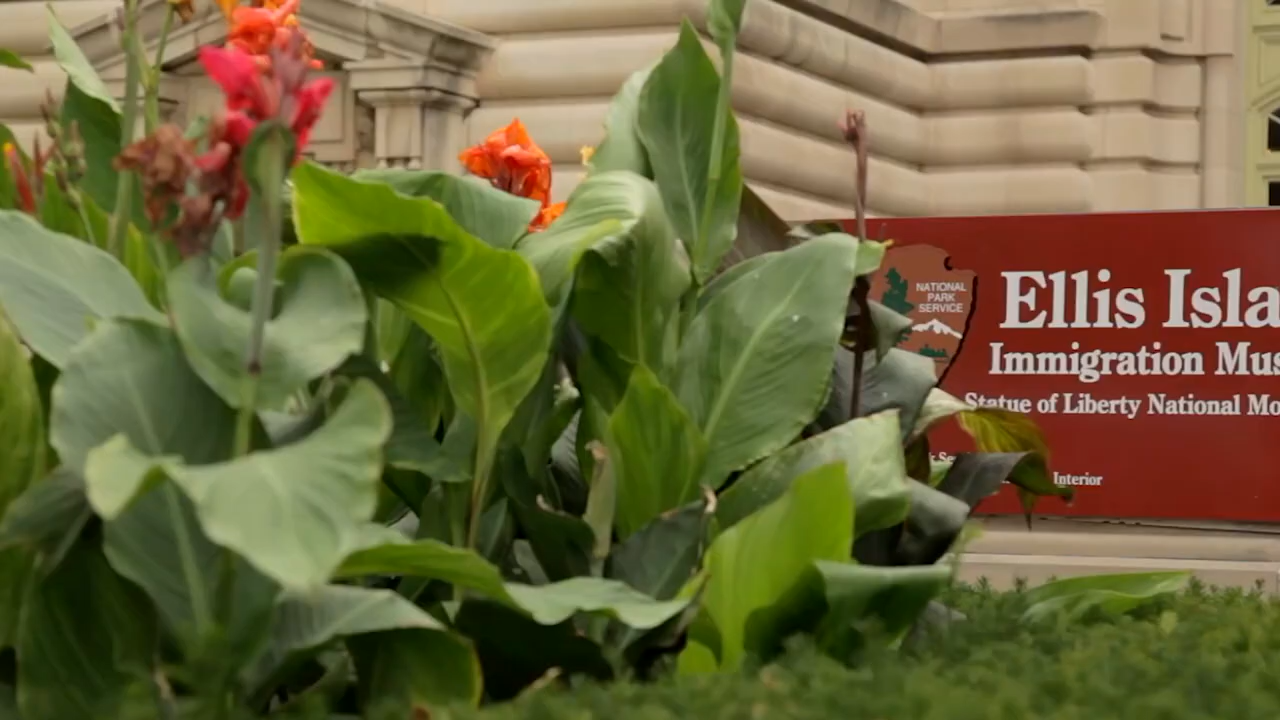 NATIONAL
PARK
SERVICE
Ellis Isla
Immigration Mus
Statue of Liberty National Mo
Interior